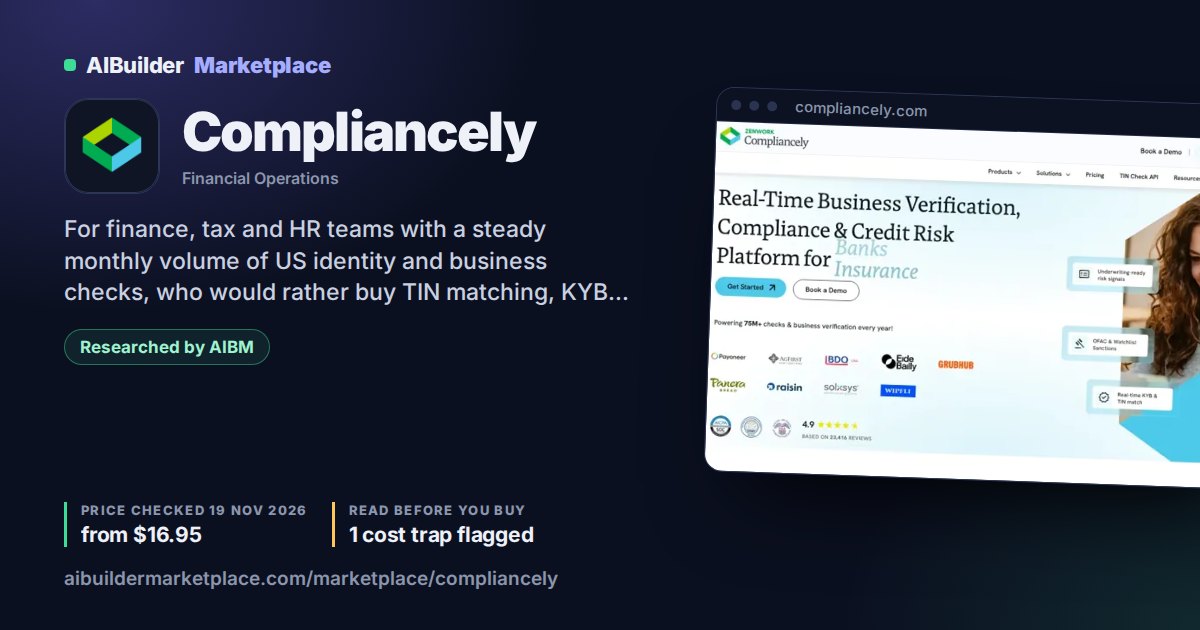 AIBuilder Marketplace
Compliancely
Financial Operations
For finance, tax and HR teams with a steady
monthly volume of US identity and business
checks, who would rather buy TIN matching, KYB...
Researched by AIBM
PRICE CHECKED 19 NOV 2026
from $16.95
READ BEFORE YOU BUY
1 cost trap flagged
aibuildermarketplace.com/marketplace/compliancely
compliancely.com
ZENWORK
Compliancely
Book a Demo
Products
Solutions
Pricing
TIN Check API
Resources
Real-Time Business Verification,
Compliance & Credit Risk
Platform for
Banks
Insurance
Get Started
Book a Demo
Powering 75M+ checks & business verification every year!
Payoneer
AgFirst
BDO
Eide
Bailly
GRUBHUB
Panera
BREAD
raisin
WIPFLI
4.9
BASED ON 23,416 REVIEWS
Underwriting-ready
risk signals
OFAC & Watchlist
Sanctions
Real-time KYB &
TIN match